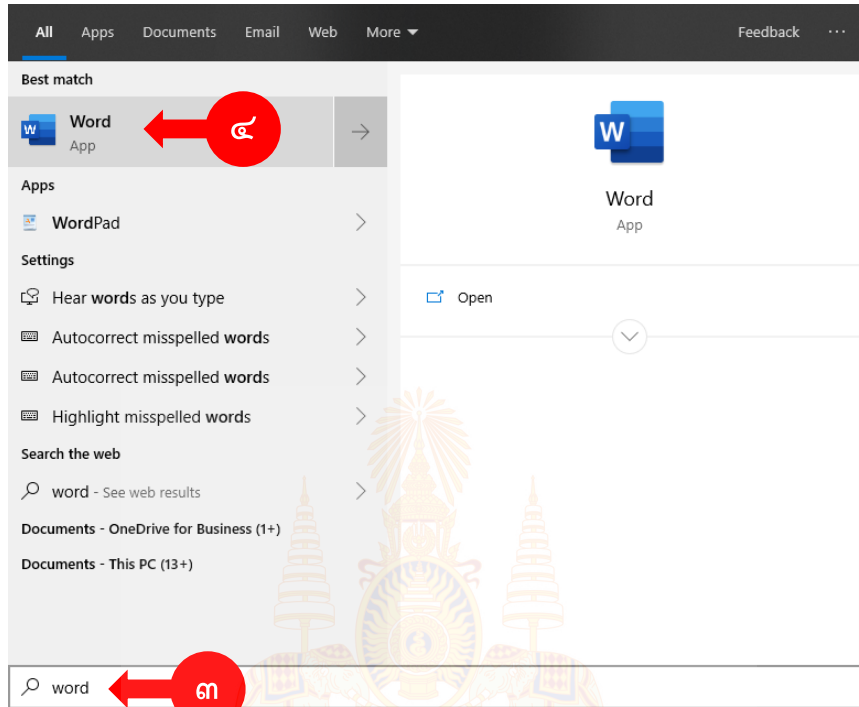 All Apps Documents Email Web More Feedback ...
Best match
Word
App
๔
Apps
WordPad
Settings
Hear words as you type
Autocorrect misspelled words
Autocorrect misspelled words
Highlight misspelled words
Search the web
word - See web results
Documents - OneDrive for Business (1+)
Documents - This PC (13+)
Word
App
Open
word
๓